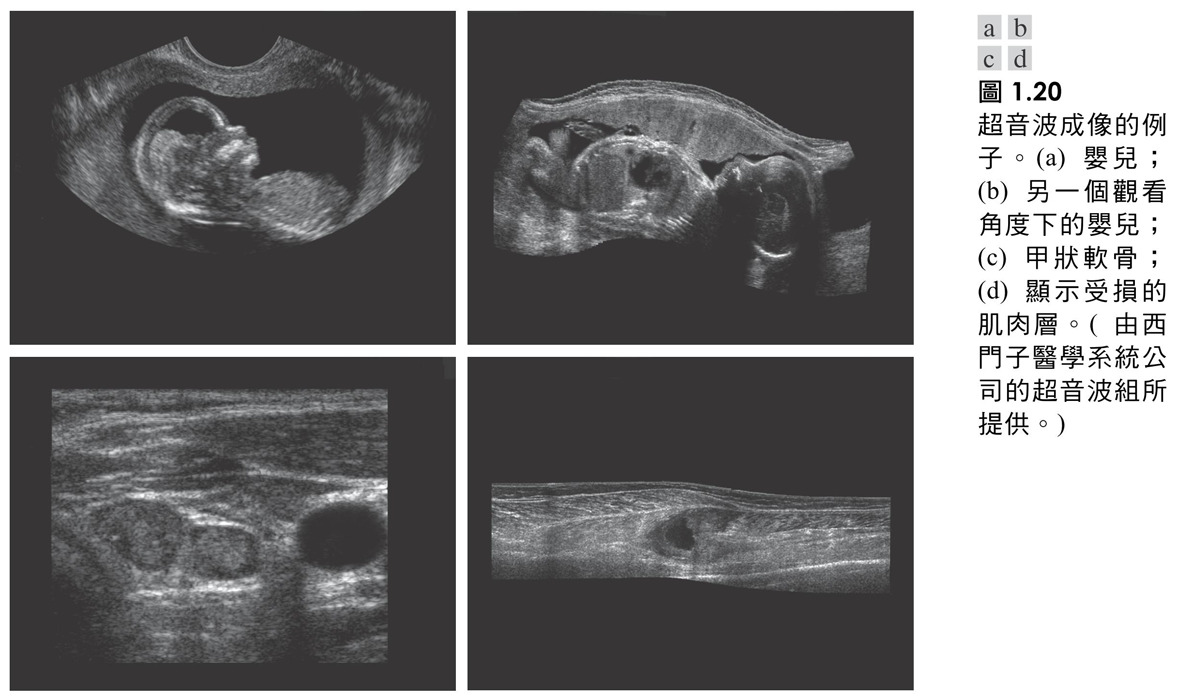 a b
c d
圖 1.20
超音波成像的例
子。(a) 嬰兒；
(b) 另一個觀看
角度下的嬰兒；
(c) 甲狀軟骨；
(d) 顯示受損的
肌肉層。( 由西
門子醫學系統公
司的超音波組所
提供。)